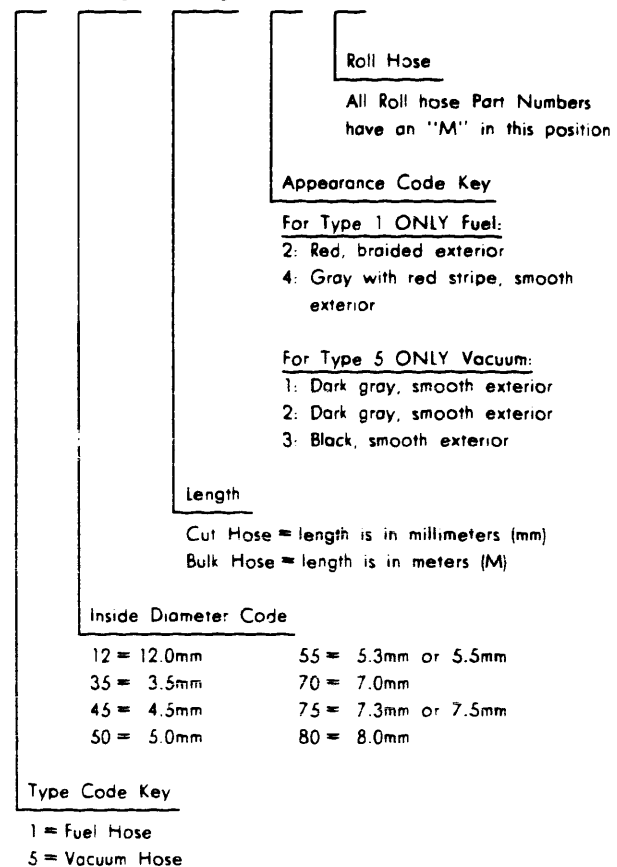 Roll Hose
All Roll hose Part Numbers
have an "M" in this position
Appearance Code Key
For Type 1 ONLY Fuel:
2: Red, braided exterior
4: Gray with red stripe, smooth
exterior
For Type 5 ONLY Vacuum:
1: Dark gray, smooth exterior
2: Dark gray, smooth exterior
3: Black, smooth exterior
Length
Cut Hose = length is in millimeters (mm)
Bulk Hose = length is in meters (M)
Inside Diameter Code
12 = 12.0mm 55 = 5.3mm or 5.5mm
35 = 3.5mm 70 = 7.0mm
45 = 4.5mm 75 = 7.3mm or 7.5mm
50 = 5.0mm 80 = 8.0mm
Type Code Key
1 = Fuel Hose
5 = Vacuum Hose